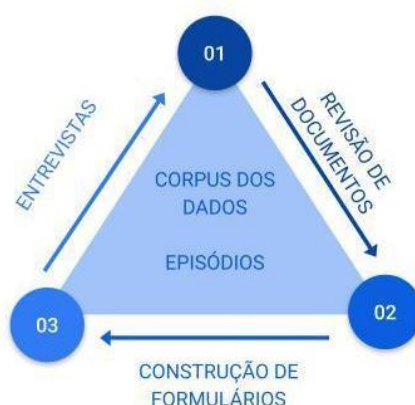 01
ENTREVISTAS
REVISÃO DE
DOCUMENTOS
CORPUS DOS
DADOS
EPISÓDIOS
03
02
CONSTRUÇÃO DE
FORMULÁRIOS